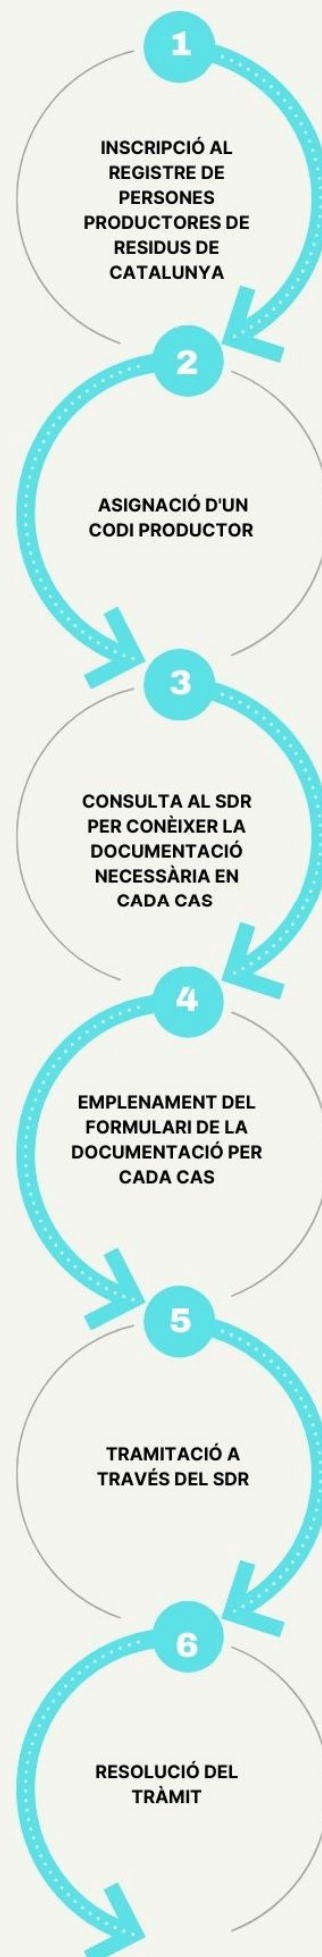 1
INSCRIPCIÓ AL
REGISTRE DE
PERSONES
PRODUCTORES DE
RESIDUS DE
CATALUNYA
2
ASIGNACIÓ D'UN
CODI PRODUCTOR
3
CONSULTA AL SDR
PER CONÈIXER LA
DOCUMENTACIÓ
NECESSÀRIA EN
CADA CAS
4
EMPLENAMENT DEL
FORMULARI DE LA
DOCUMENTACIÓ PER
CADA CAS
5
TRAMITACIÓ A
TRAVÉS DEL SDR
6
RESOLUCIÓ DEL
TRÀMIT